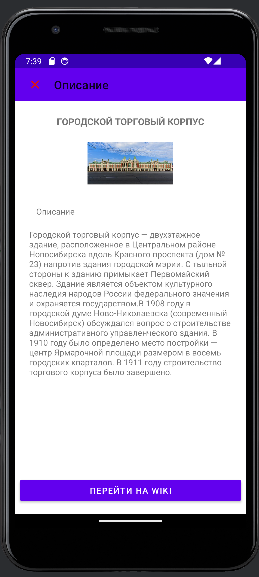 7:39
Описание
ГОРОДСКОЙ ТОРГОВЫЙ КОРПУС
Описание
Городской торговый корпус — двухэтажное
здание, расположенное в Центральном районе
Новосибирска вдоль Красного проспекта (дом №
23) напротив здания городской мэрии. С тыльной
стороны к зданию примыкает Первомайский
сквер. Здание является объектом культурного
наследия народов России федерального значения
и охраняется государством.В 1908 году в
городской думе Ново-Николаевска (современный
Новосибирск) обсуждался вопрос о строительстве
административного управленческого здания. В
1910 году было определено место постройки —
центр Ярмарочной площади размером в восемь
городских кварталов. В 1911 году строительство
торгового корпуса было завершено.
ПЕРЕЙТИ НА WIKI